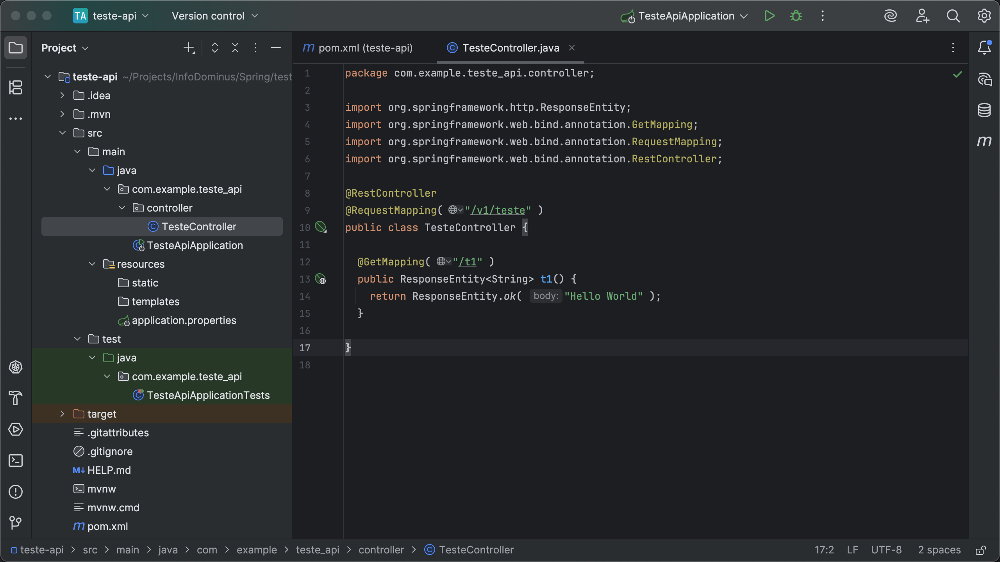 TA teste-api Version control TesteApiApplication
Project
teste-api ~/Projects/InfoDominus/Spring/test
.idea
.mvn
src
main
java
com.example.teste_api
controller
TesteController
TesteApiApplication
resources
static
templates
application.properties
test
java
com.example.teste_api
TesteApiApplicationTests
target
.gitattributes
.gitignore
M↓ HELP.md
mvnw
mvnw.cmd
m pom.xml
m pom.xml (teste-api) TesteController.java
1 package com.example.teste_api.controller;
2
3 import org.springframework.http.ResponseEntity;
4 import org.springframework.web.bind.annotation.GetMapping;
5 import org.springframework.web.bind.annotation.RequestMapping;
6 import org.springframework.web.bind.annotation.RestController;
7
8 @RestController
9 @RequestMapping( "/v1/teste" )
10 public class TesteController {
11
12 @GetMapping( "/t1" )
13 public ResponseEntity<String> t1() {
14 return ResponseEntity.ok( body: "Hello World" );
15 }
16
17 }
18
m
teste-api > src > main > java > com > example > teste_api > controller > TesteController 17:2 LF UTF-8 2 spaces